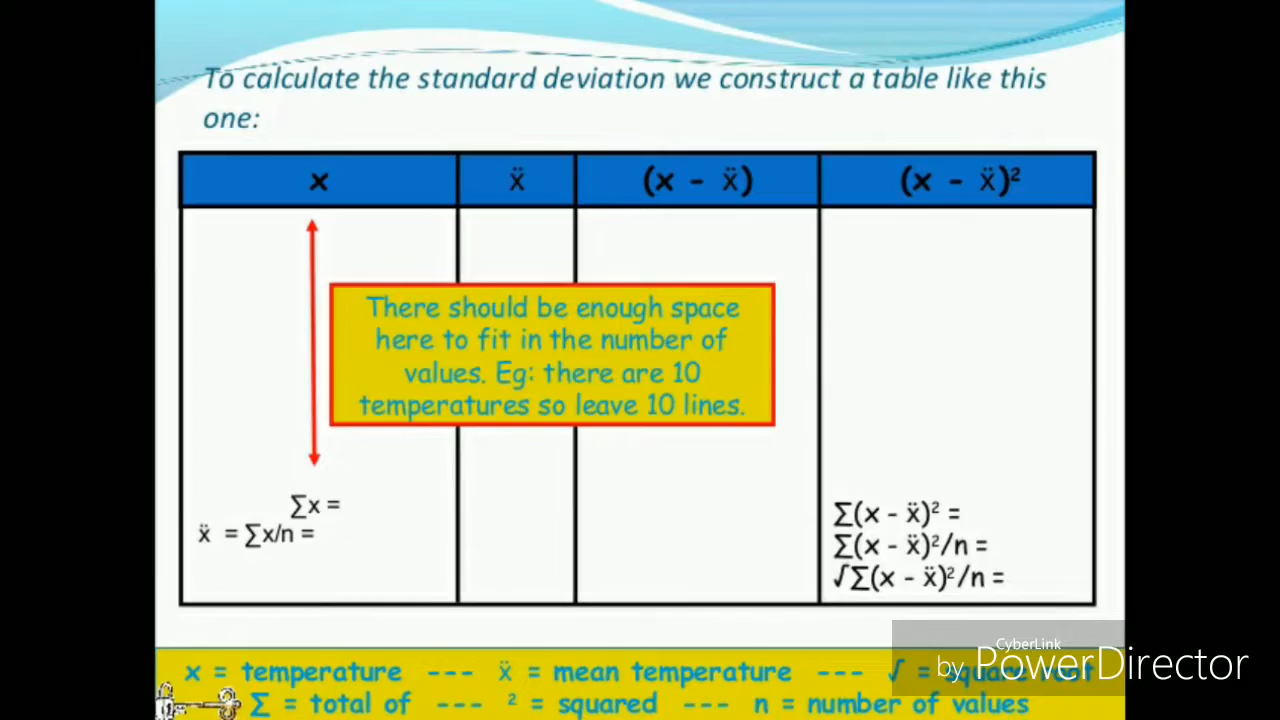 To calculate the standard deviation we construct a table like this
one:
x ẍ (x - ẍ) (x - ẍ)²
There should be enough space
here to fit in the number of
values. Eg: there are 10
temperatures so leave 10 lines.
∑x =
ẍ = ∑x/n =
∑(x - ẍ)² =
∑(x - ẍ)²/n =
√∑(x - ẍ)²/n =
x = temperature --- ẍ = mean temperature --- √ = square root
∑ = total of --- ² = squared --- n = number of values
CyberLink
by PowerDirector